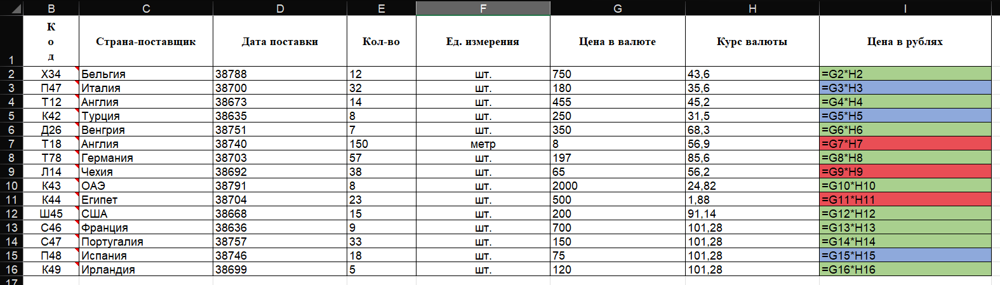 B C D E F G H I
1 Код Страна-поставщик Дата поставки Кол-во Ед. измерения Цена в валюте Курс валюты Цена в рублях
2 Х34 Бельгия 38788 12 шт. 750 43,6 =G2*H2
3 П47 Италия 38700 32 шт. 180 35,6 =G3*H3
4 Т12 Англия 38673 14 шт. 455 45,2 =G4*H4
5 К42 Турция 38635 8 шт. 250 31,5 =G5*H5
6 Д26 Венгрия 38751 7 шт. 350 68,3 =G6*H6
7 Т18 Англия 38740 150 метр 8 56,9 =G7*H7
8 Т78 Германия 38703 57 шт. 197 85,6 =G8*H8
9 Л14 Чехия 38692 38 шт. 65 56,2 =G9*H9
10 К43 ОАЭ 38791 8 шт. 2000 24,82 =G10*H10
11 К44 Египет 38704 23 шт. 500 1,88 =G11*H11
12 Ш45 США 38668 15 шт. 200 91,14 =G12*H12
13 С46 Франция 38636 9 шт. 700 101,28 =G13*H13
14 С47 Португалия 38757 33 шт. 150 101,28 =G14*H14
15 П48 Испания 38746 18 шт. 75 101,28 =G15*H15
16 К49 Ирландия 38699 5 шт. 120 101,28 =G16*H16
17